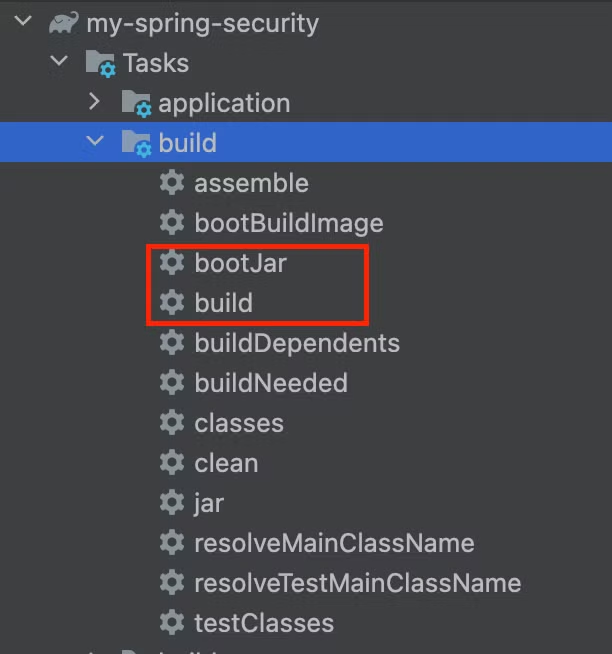 my-spring-security
Tasks
application
build
assemble
bootBuildImage
bootJar
build
buildDependents
buildNeeded
classes
clean
jar
resolveMainClassName
resolveTestMainClassName
testClasses